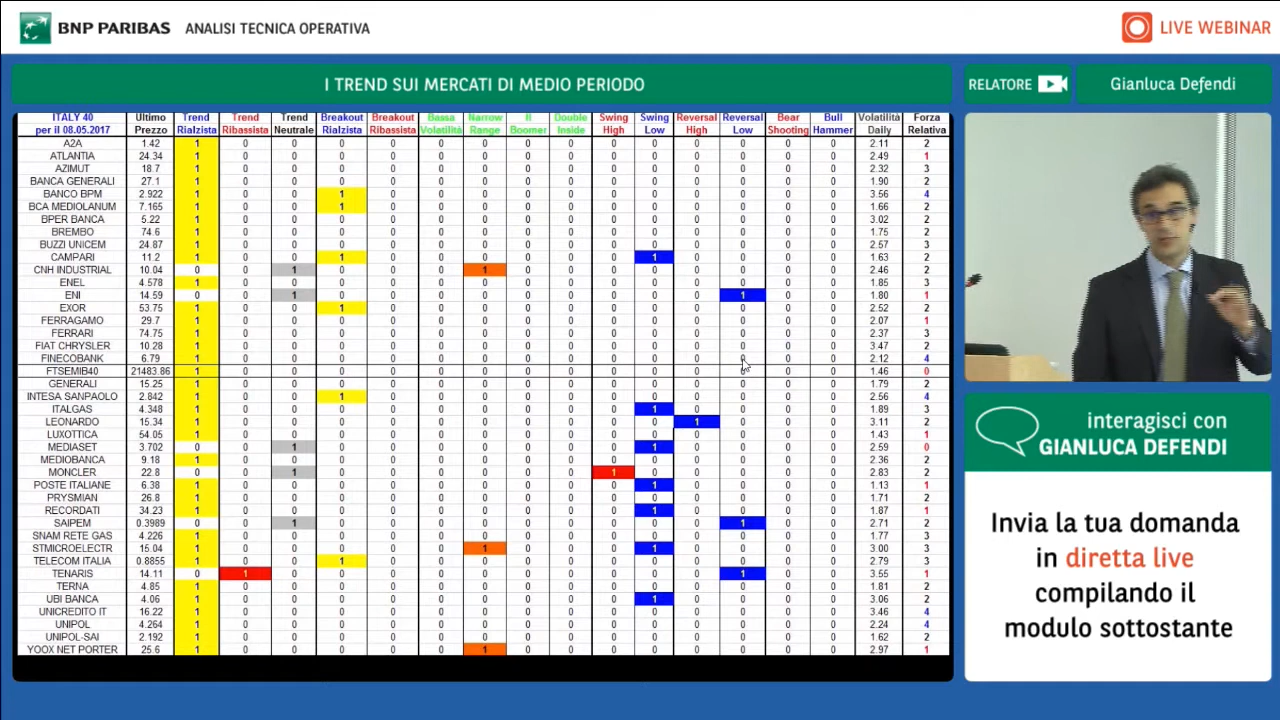 BNP PARIBAS ANALISI TECNICA OPERATIVA
LIVE WEBINAR
I TREND SUI MERCATI DI MEDIO PERIODO
RELATORE
Gianluca Defendi
ITALY 40 Ultimo Trend Trend Trend Breakout Breakout Bassa Narrow Il Double Swing Swing Reversal Reversal Bear Bull Volatilità Forza
per il 08.05.2017 Prezzo Rialzista Ribassista Neutrale Rialzista Ribassista Volatilità Range Boomer Inside High Low High Low Shooting Hammer Daily Relativa
A2A 1.42 1 0 0 0 0 0 0 0 0 0 0 0 0 0 0 2.11 2
ATLANTIA 24.34 1 0 0 0 0 0 0 0 0 0 0 0 0 0 0 2.49 1
AZIMUT 18.7 1 0 0 0 0 0 0 0 0 0 0 0 0 0 0 2.32 3
BANCA GENERALI 27.1 1 0 0 0 0 0 0 0 0 0 0 0 0 0 0 1.90 2
BANCO BPM 2.922 1 0 0 1 0 0 0 0 0 0 0 0 0 0 0 3.56 4
BCA MEDIOLANUM 7.165 1 0 0 1 0 0 0 0 0 0 0 0 0 0 0 1.66 2
BPER BANCA 5.22 1 0 0 0 0 0 0 0 0 0 0 0 0 0 0 3.02 2
BREMBO 74.6 1 0 0 0 0 0 0 0 0 0 0 0 0 0 0 1.75 2
BUZZI UNICEM 24.87 1 0 0 0 0 0 0 0 0 0 0 0 0 0 0 2.57 3
CAMPARI 11.2 1 0 0 1 0 0 0 0 0 0 1 0 0 0 0 1.63 2
CNH INDUSTRIAL 10.04 0 0 1 0 0 0 1 0 0 0 0 0 0 0 0 2.46 2
ENEL 4.578 1 0 0 0 0 0 0 0 0 0 0 0 0 0 0 1.85 3
ENI 14.59 0 0 1 0 0 0 0 0 0 0 0 0 1 0 0 1.80 1
EXOR 53.75 1 0 0 1 0 0 0 0 0 0 0 0 0 0 0 2.52 2
FERRAGAMO 29.7 1 0 0 0 0 0 0 0 0 0 0 0 0 0 0 2.07 1
FERRARI 74.75 1 0 0 0 0 0 0 0 0 0 0 0 0 0 0 2.37 3
FIAT CHRYSLER 10.28 1 0 0 0 0 0 0 0 0 0 0 0 0 0 0 3.47 2
FINECOBANK 6.79 1 0 0 0 0 0 0 0 0 0 0 0 0 0 0 2.12 4
FTSEMIB40 21483.86 1 0 0 0 0 0 0 0 0 0 0 0 0 0 0 1.46 0
GENERALI 15.25 1 0 0 0 0 0 0 0 0 0 0 0 0 0 0 1.79 2
INTESA SANPAOLO 2.842 1 0 0 1 0 0 0 0 0 0 0 0 0 0 0 2.56 4
ITALGAS 4.348 1 0 0 0 0 0 0 0 0 0 1 0 0 0 0 1.89 3
LEONARDO 15.34 1 0 0 0 0 0 0 0 0 0 0 1 0 0 0 3.11 2
LUXOTTICA 54.05 1 0 0 0 0 0 0 0 0 0 0 0 0 0 0 1.43 1
MEDIASET 3.702 0 0 1 0 0 0 0 0 0 0 1 0 0 0 0 2.59 0
MEDIOBANCA 9.18 1 0 0 0 0 0 0 0 0 0 0 0 0 0 0 2.36 2
MONCLER 22.8 0 0 1 0 0 0 0 0 0 1 0 0 0 0 0 2.83 2
POSTE ITALIANE 6.38 1 0 0 0 0 0 0 0 0 0 1 0 0 0 0 1.13 1
PRYSMIAN 26.8 1 0 0 0 0 0 0 0 0 0 0 0 0 0 0 1.71 2
RECORDATI 34.23 1 0 0 0 0 0 0 0 0 0 1 0 0 0 0 1.87 1
SAIPEM 0.3989 0 0 1 0 0 0 0 0 0 0 0 0 1 0 0 2.71 2
SNAM RETE GAS 4.226 1 0 0 0 0 0 0 0 0 0 0 0 0 0 0 1.77 3
STMICROELECTR 15.04 1 0 0 0 0 0 1 0 0 0 1 0 0 0 0 3.00 3
TELECOM ITALIA 0.8855 1 0 0 1 0 0 0 0 0 0 0 0 0 0 0 2.79 3
TENARIS 14.11 0 1 0 0 0 0 0 0 0 0 0 0 1 0 0 3.55 1
TERNA 4.85 1 0 0 0 0 0 0 0 0 0 0 0 0 0 0 1.81 2
UBI BANCA 4.06 1 0 0 0 0 0 0 0 0 0 1 0 0 0 0 3.06 2
UNICREDITO IT 16.22 1 0 0 0 0 0 0 0 0 0 0 0 0 0 0 3.46 4
UNIPOL 4.264 1 0 0 0 0 0 0 0 0 0 0 0 0 0 0 2.24 4
UNIPOL-SAI 2.192 1 0 0 0 0 0 0 0 0 0 0 0 0 0 0 1.62 2
YOOX NET PORTER 25.6 1 0 0 0 0 0 1 0 0 0 0 0 0 0 0 2.97 1
interagisci con
GIANLUCA DEFENDI
Invia la tua domanda
in diretta live
compilando il
modulo sottostante